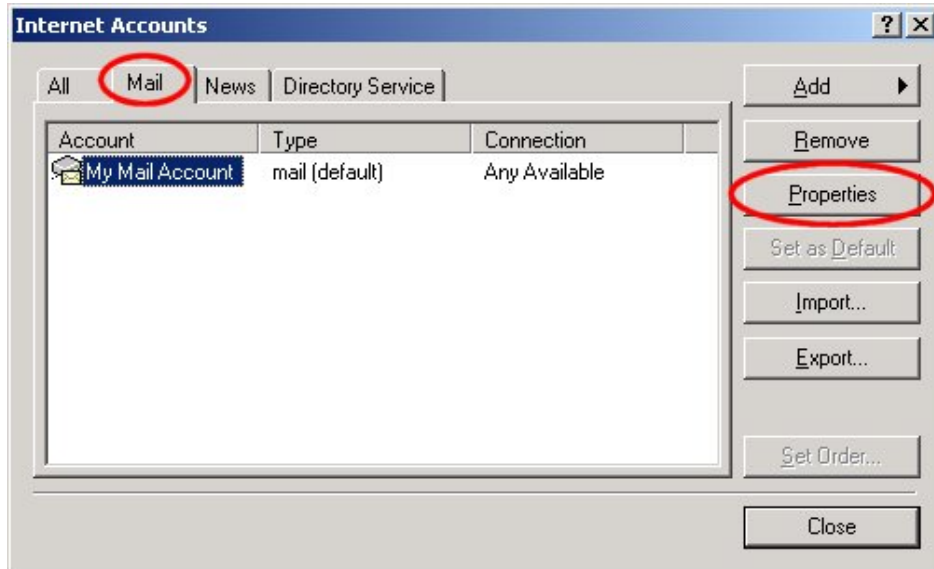 Internet Accounts
All Mail News Directory Service
Account Type Connection
My Mail Account mail (default) Any Available
Add
Remove
Properties
Set as Default
Import...
Export...
Set Order...
Close